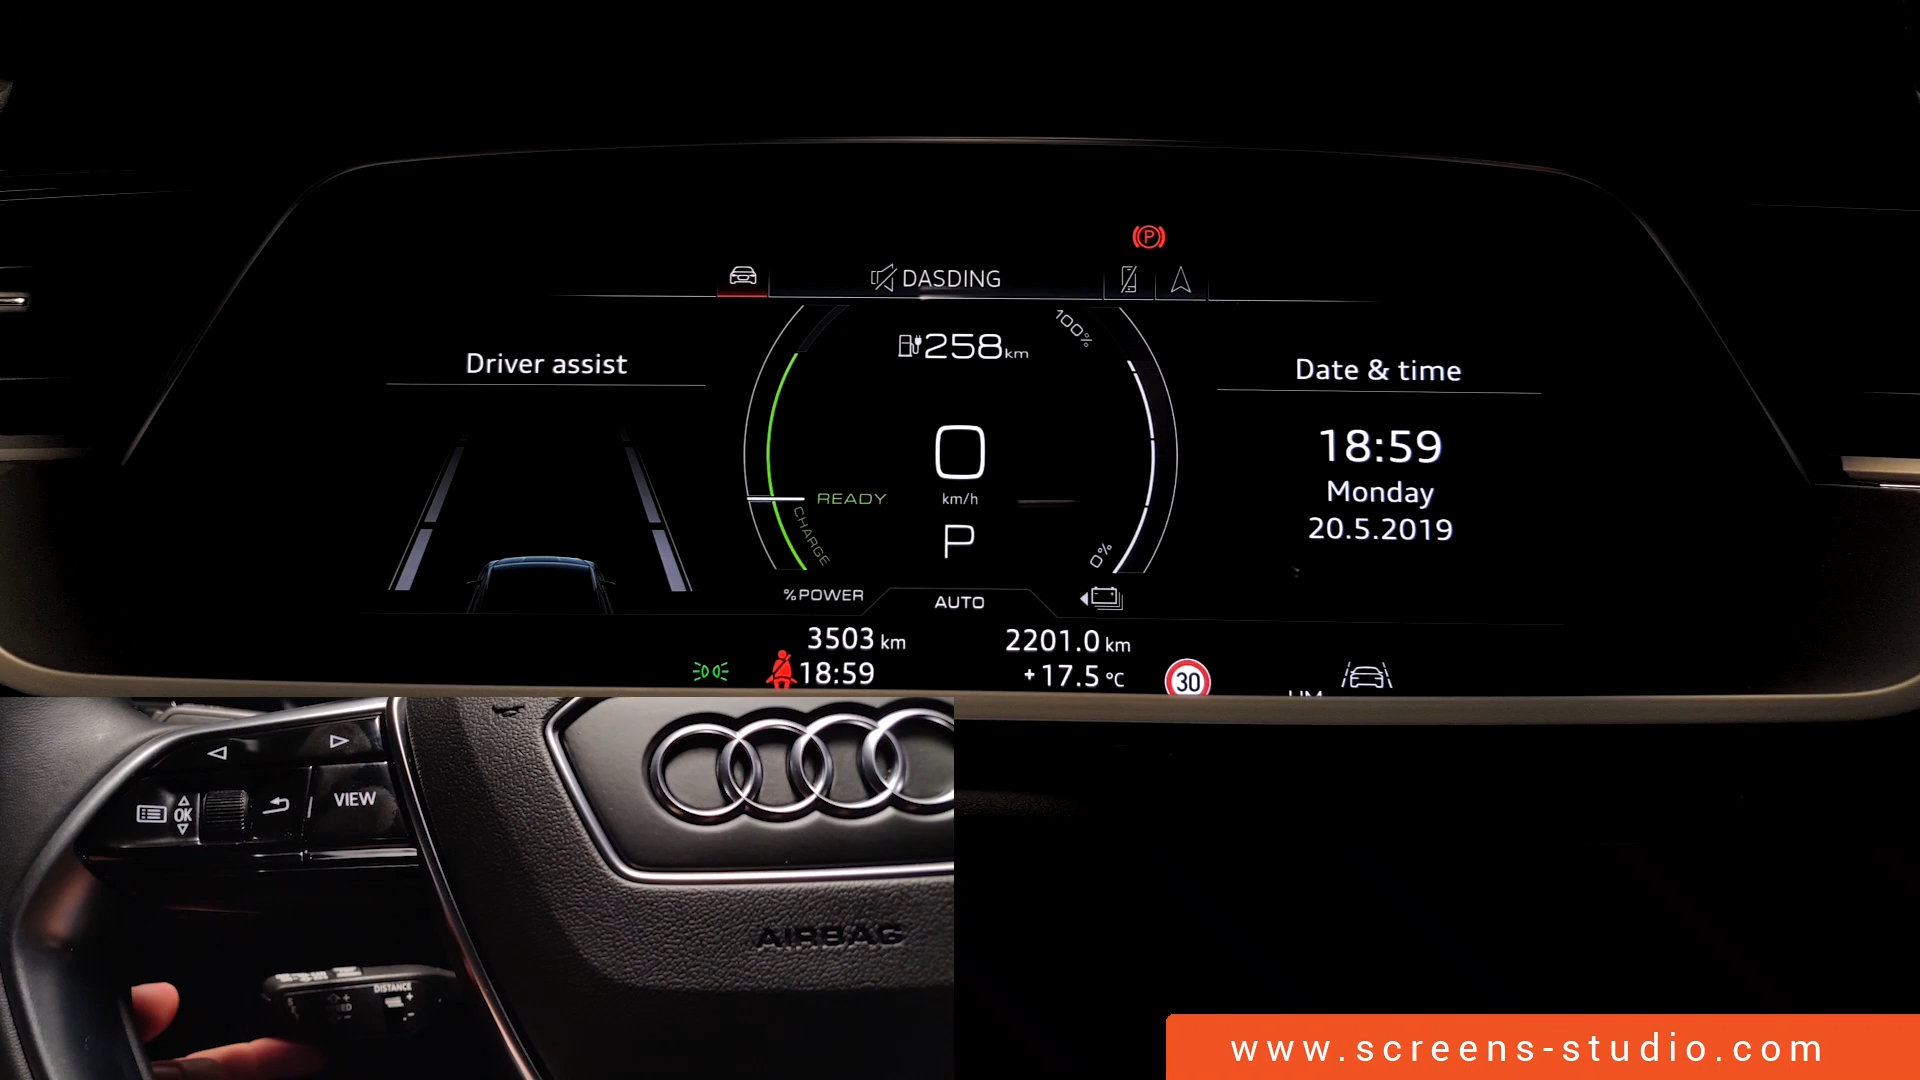 P
DASDING
258 km
100%
Driver assist
Date & time
0
18:59
READY
km/h
Monday
CHARGE
P
20.5.2019
0%
%POWER
AUTO
3503 km
2201.0 km
18:59
+17.5 °C
30
OK
VIEW
AIRBAG
DISTANCE
www.screens-studio.com